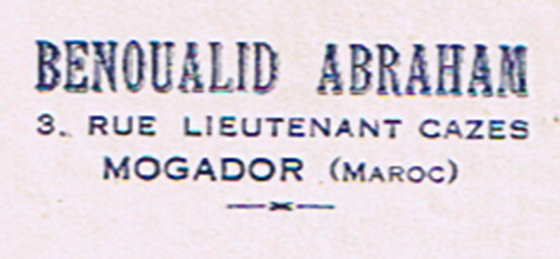 BENOUALID ABRAHAM
3. RUE LIEUTENANT CAZES
MOGADOR (MAROC)